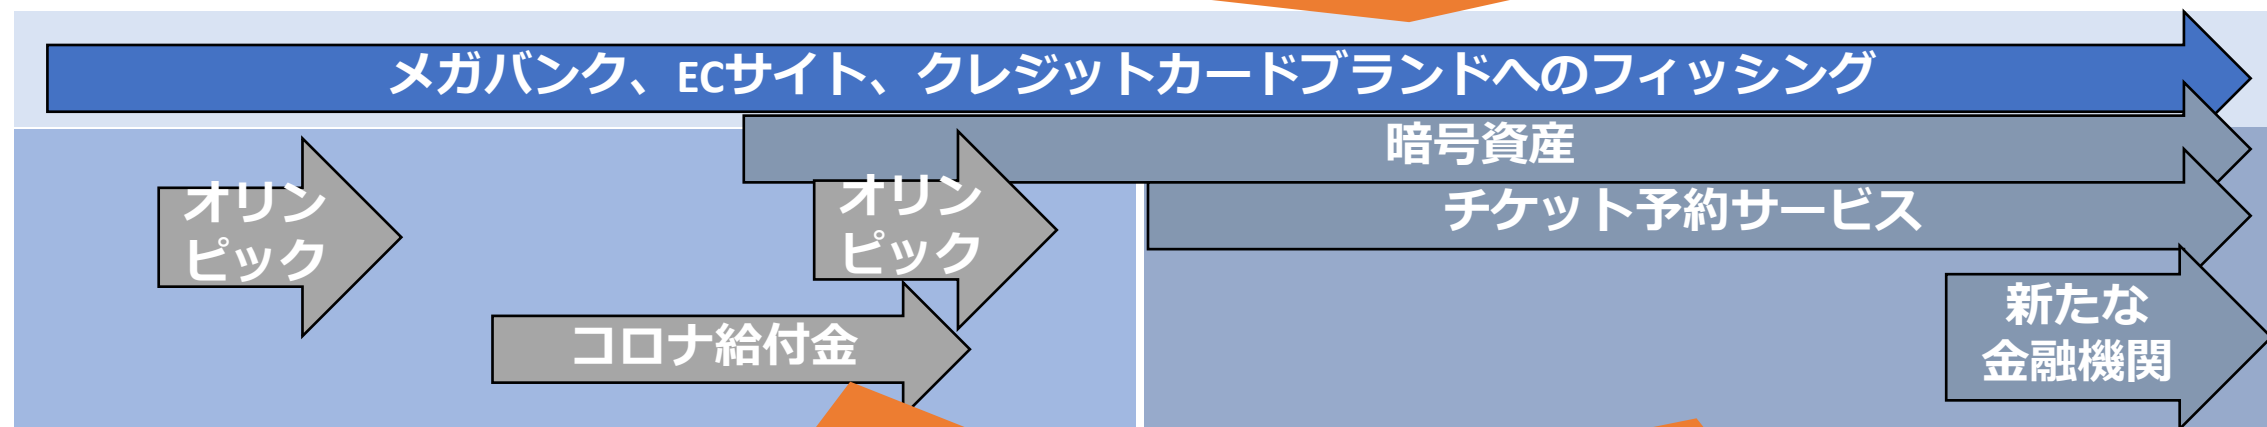 メガバンク、ECサイト、クレジットカードブランドへのフィッシング
暗号資産
オリン
ピック
オリン
ピック
チケット予約サービス
コロナ給付金
新たな
金融機関